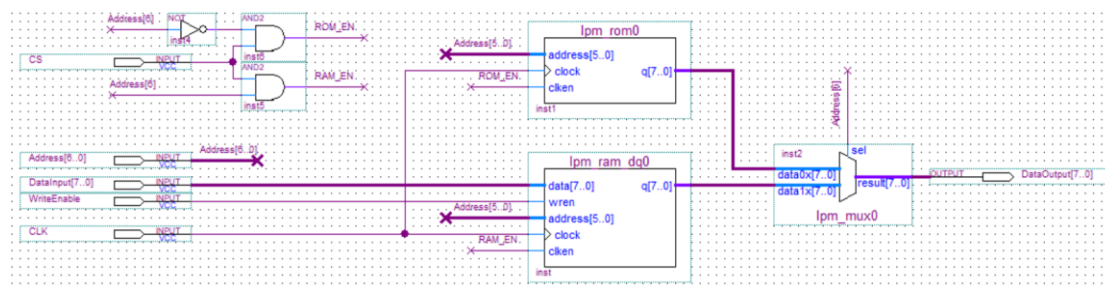 Address[6]
NOT
inst4
AND2
inst6
ROM_EN
CS
INPUT
VCC
AND2
inst5
RAM_EN
Address[6]
lpm_rom0
Address[5..0]
address[5..0]
clock
clken
q[7..0]
ROM_EN
inst1
Address[6]
Address[6..0]
INPUT
VCC
Address[6..0]
DataInput[7..0]
INPUT
VCC
WriteEnable
INPUT
VCC
CLK
INPUT
VCC
lpm_ram_dq0
data[7..0]
wren
Address[5..0]
address[5..0]
clock
clken
q[7..0]
RAM_EN
inst
inst2
sel
data0x[7..0]
data1x[7..0]
result[7..0]
lpm_mux0
OUTPUT
DataOutput[7..0]